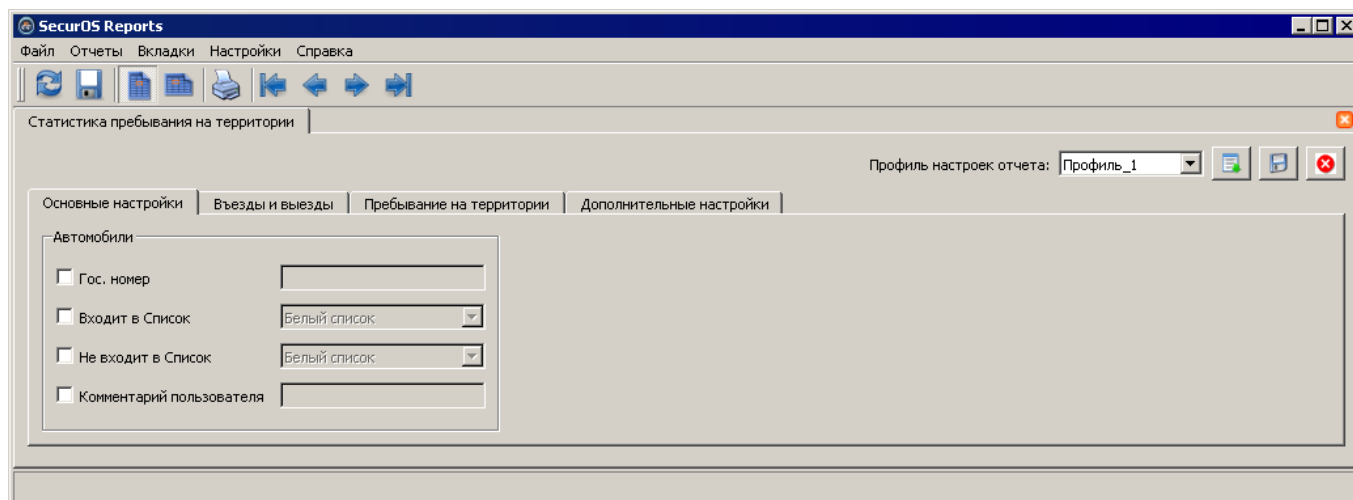 SecurOS Reports
Файл Отчеты Вкладки Настройки Справка
Статистика пребывания на территории
Профиль настроек отчета: Профиль_1
Основные настройки Въезды и выезды Пребывание на территории Дополнительные настройки
Автомобили
Гос. номер
Входит в Список Белый список
Не входит в Список Белый список
Комментарий пользователя